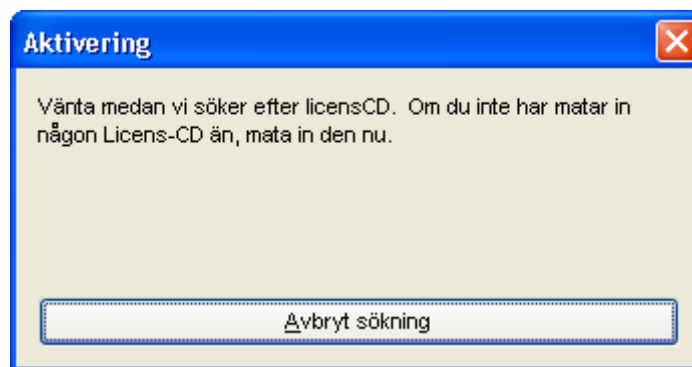 Aktivering
Vänta medan vi söker efter licensCD. Om du inte har matar in
någon Licens-CD än, mata in den nu.
Avbryt sökning